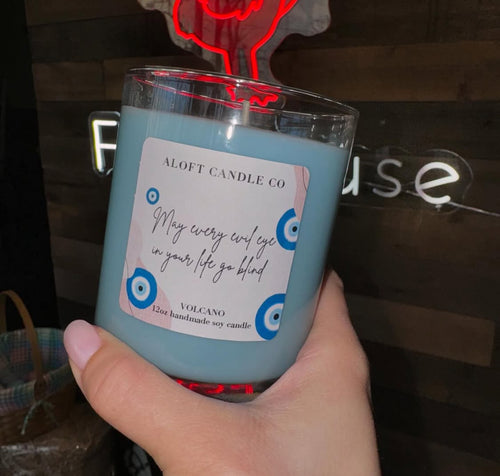 ALOFT CANDLE CO
May every evil eye
in your life go blind
VOLCANO
12oz handmade soy candle
F
use